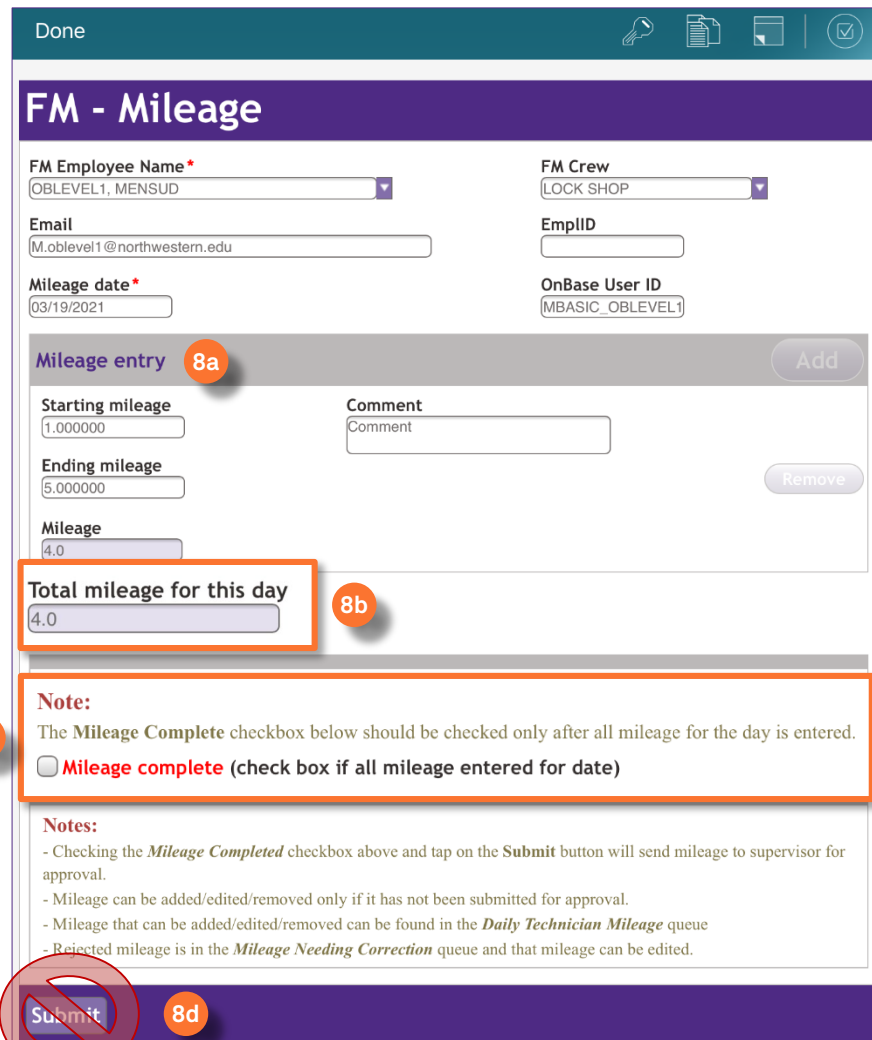 Done
FM - Mileage
FM Employee Name*
FM Crew
OBLEVEL1, MENSUD
LOCK SHOP
Email
EmplID
M.oblevel1@northwestern.edu
Mileage date*
OnBase User ID
03/19/2021
MBASIC_OBLEVEL1
Mileage entry 8a
Add
Starting mileage
Comment
1.000000
Comment
Ending mileage
5.000000
Remove
Mileage
4.0
Total mileage for this day
8b
4.0
Note:
The Mileage Complete checkbox below should be checked only after all mileage for the day is entered.
Mileage complete (check box if all mileage entered for date)
Notes:
- Checking the Mileage Completed checkbox above and tap on the Submit button will send mileage to supervisor for
approval.
- Mileage can be added/edited/removed only if it has not been submitted for approval.
- Mileage that can be added/edited/removed can be found in the Daily Technician Mileage queue
- Rejected mileage is in the Mileage Needing Correction queue and that mileage can be edited.
Submit 8d